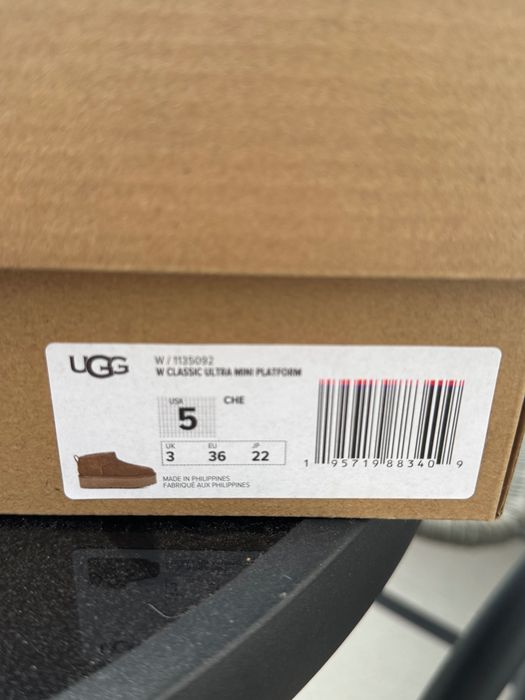 UGG
W / 1135092
W CLASSIC ULTRA MINI PLATFORM
USA
5
CHE
UK EU JP
3 36 22
MADE IN PHILIPPINES
FABRIQUÉ AUX PHILIPPINES
1 95719 88340 9